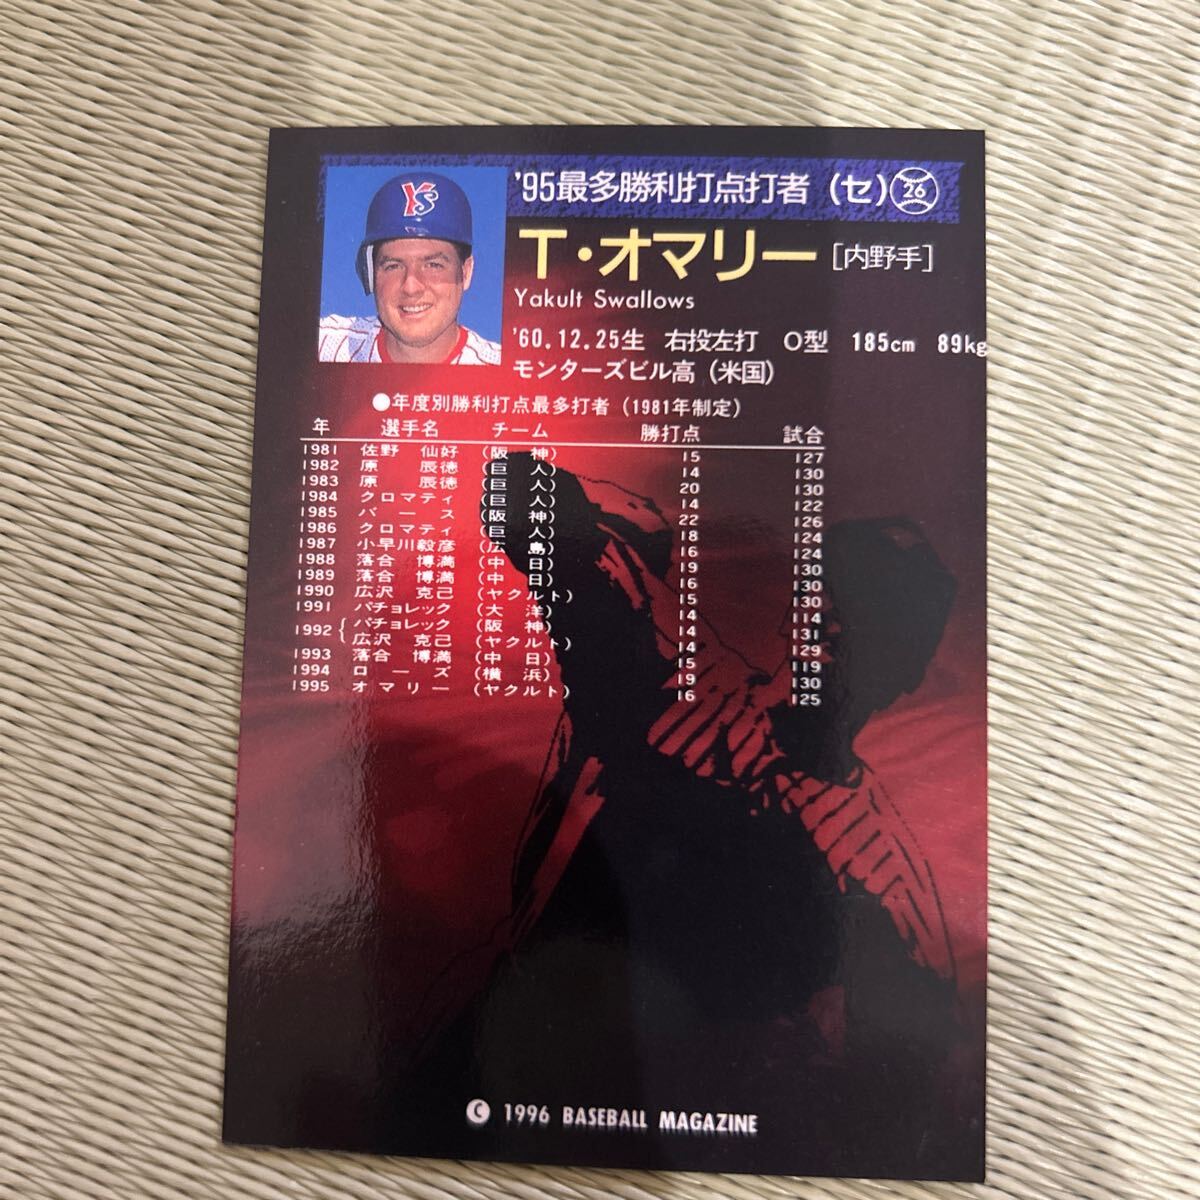 YS
'95最多勝利打点打者 (セ) 26
T・オマリー [内野手]
Yakult Swallows
'60.12.25生 右投左打 O型 185cm 89kg
モンターズビル高 (米国)
●年度別勝利打点最多打者 (1981年制定)
年 選手名 チーム 勝打点 試合
1981 佐野 仙好 (阪 神) 15 127
1982 原 辰徳 (巨 人) 14 130
1983 原 辰徳 (巨 人) 20 130
1984 クロマティ (巨 人) 14 122
1985 バース (阪 神) 22 126
1986 クロマティ (巨 人) 18 124
1987 小早川毅彦 (広 島) 16 124
1988 落合 博満 (中 日) 19 130
1989 落合 博満 (中 日) 16 130
1990 広沢 克己 (ヤクルト) 15 130
1991 パチョレック (大 洋) 14 114
1992 { パチョレック (阪 神) 14 131
広沢 克己 (ヤクルト) 14 129
1993 落合 博満 (中 日) 15 119
1994 ローズ (横 浜) 19 130
1995 オマリー (ヤクルト) 16 125
© 1996 BASEBALL MAGAZINE